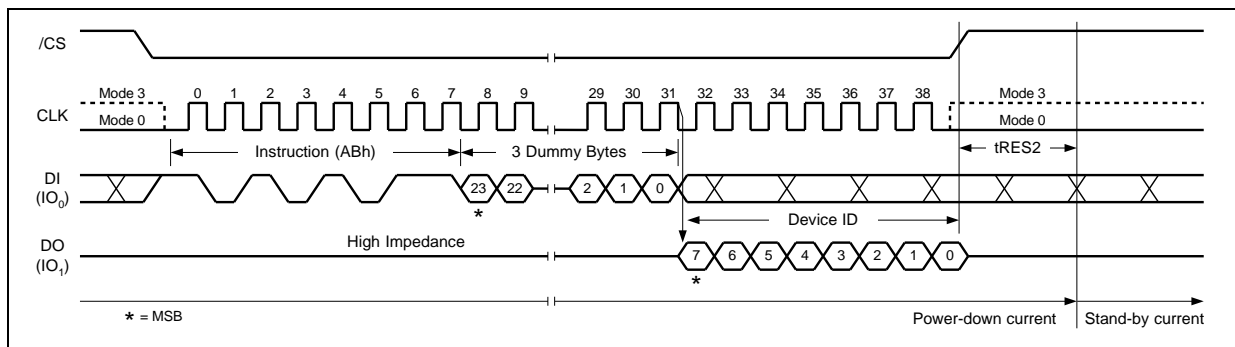 /CS
Mode 3 0 1 2 3 4 5 6 7 8 9 29 30 31 32 33 34 35 36 37 38 Mode 3
CLK
Mode 0 Mode 0
Instruction (ABh) 3 Dummy Bytes tRES2
DI
(IO0)
23 22 2 1 0
*
Device ID
High Impedance
DO
(IO1)
7 6 5 4 3 2 1 0
*
* = MSB
Power-down current Stand-by current